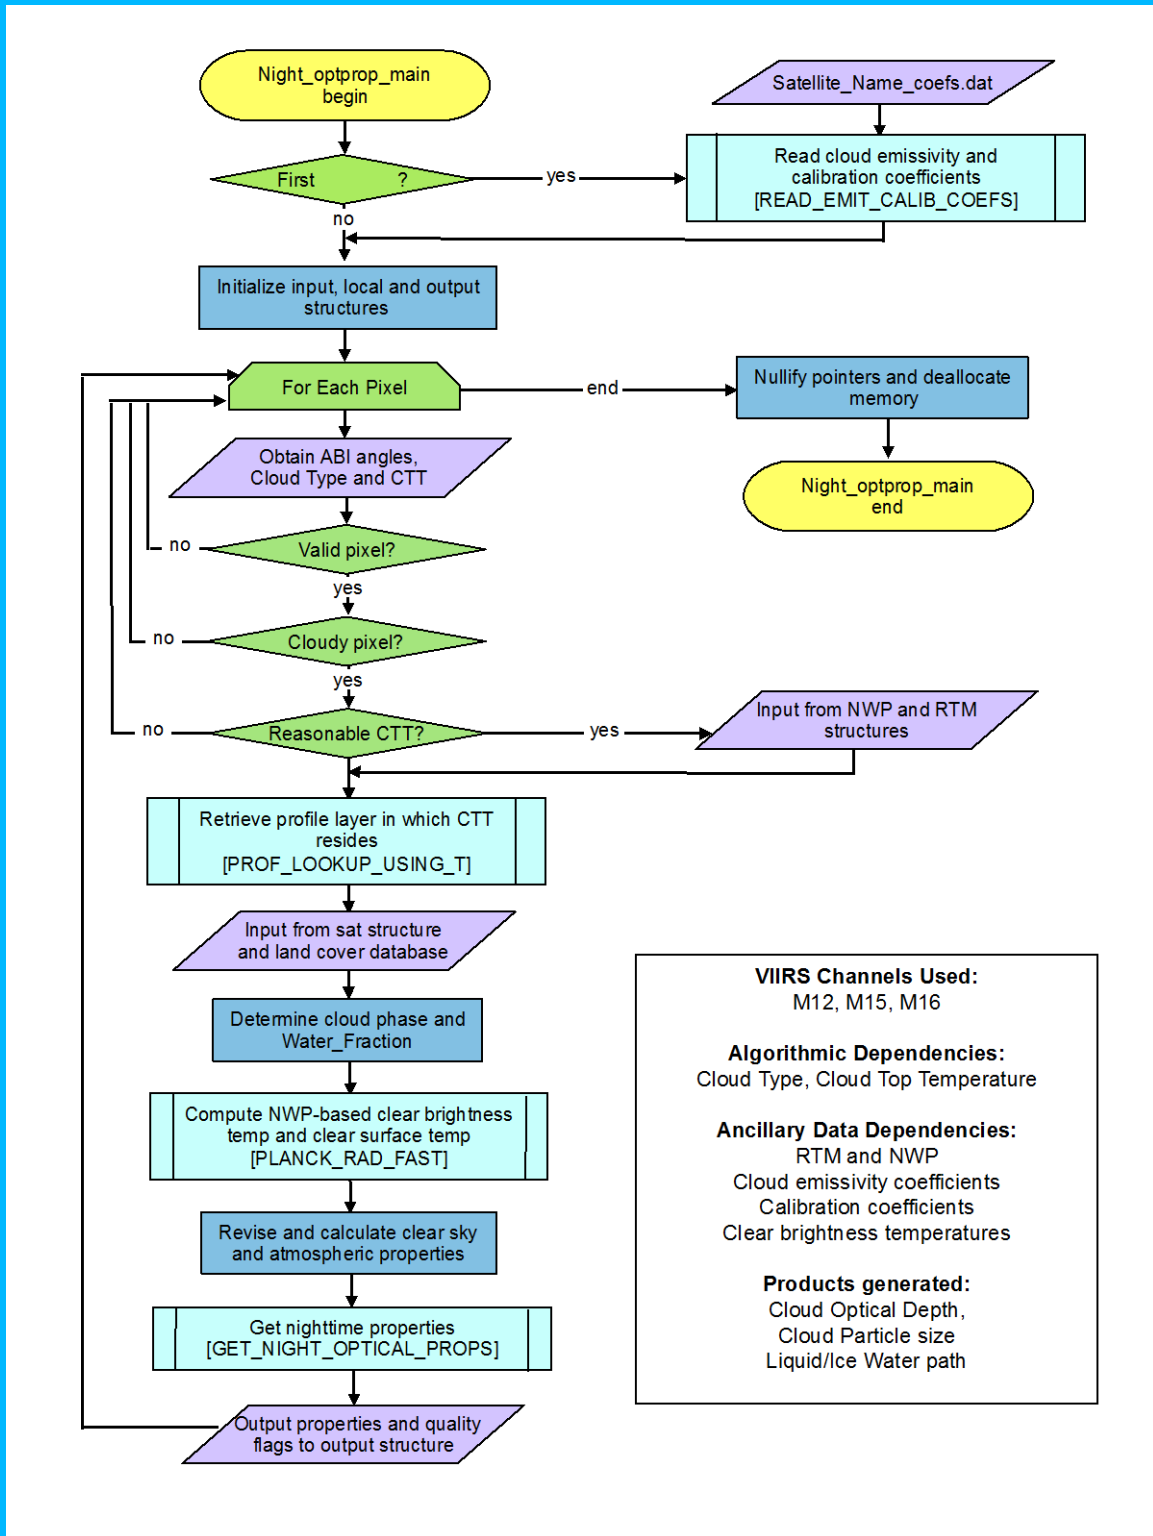 Night_optprop_main
begin
Satellite_Name_coefs.dat
First ?
yes
Read cloud emissivity and
calibration coefficients
[READ_EMIT_CALIB_COEFS]
no
Initialize input, local and output
structures
For Each Pixel
end
Nullify pointers and deallocate
memory
Obtain ABI angles,
Cloud Type and CTT
Night_optprop_main
end
Valid pixel?
no
yes
Cloudy pixel?
no
yes
Reasonable CTT?
no
yes
Input from NWP and RTM
structures
Retrieve profile layer in which CTT
resides
[PROF_LOOKUP_USING_T]
Input from sat structure
and land cover database
Determine cloud phase and
Water_Fraction
Compute NWP-based clear brightness
temp and clear surface temp
[PLANCK_RAD_FAST]
Revise and calculate clear sky
and atmospheric properties
Get nighttime properties
[GET_NIGHT_OPTICAL_PROPS]
Output properties and quality
flags to output structure
VIIRS Channels Used:
M12, M15, M16
Algorithmic Dependencies:
Cloud Type, Cloud Top Temperature
Ancillary Data Dependencies:
RTM and NWP
Cloud emissivity coefficients
Calibration coefficients
Clear brightness temperatures
Products generated:
Cloud Optical Depth,
Cloud Particle size
Liquid/Ice Water path